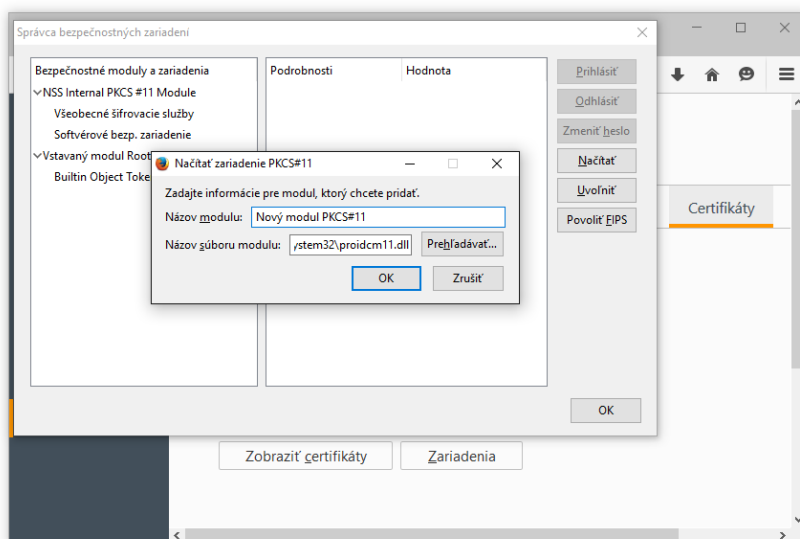 Správca bezpečnostných zariadení
Bezpečnostné moduly a zariadenia
NSS Internal PKCS #11 Module
Všeobecné šifrovacie služby
Softvérové bezp. zariadenie
Vstavaný modul Root
Builtin Object Toke
Podrobnosti Hodnota
Prihlásiť
Odhlásiť
Zmeniť heslo
Načítať
Uvoľniť
Povoliť FIPS
Certifikáty
Načítať zariadenie PKCS#11
Zadajte informácie pre modul, ktorý chcete pridať.
Názov modulu: Nový modul PKCS#11
Názov súboru modulu: ystem32\proidcm11.dll Prehľadávať...
OK Zrušiť
OK
Zobraziť certifikáty Zariadenia